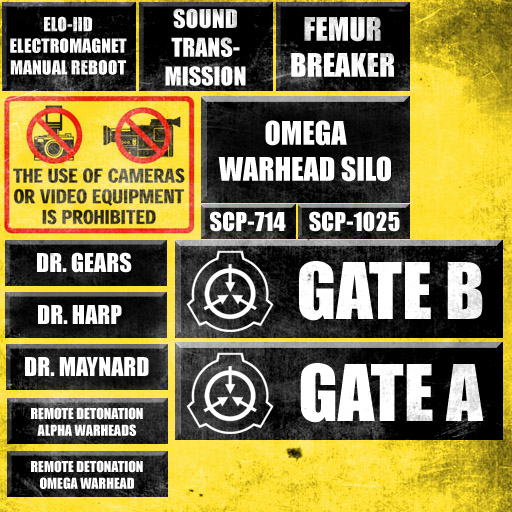 ELO-IID
ELECTROMAGNET
MANUAL REBOOT
SOUND
TRANS-
MISSION
FEMUR
BREAKER
THE USE OF CAMERAS
OR VIDEO EQUIPMENT
IS PROHIBITED
OMEGA
WARHEAD SILO
SCP-714
SCP-1025
DR. GEARS
DR. HARP
DR. MAYNARD
REMOTE DETONATION
ALPHA WARHEADS
REMOTE DETONATION
OMEGA WARHEAD
GATE B
GATE A